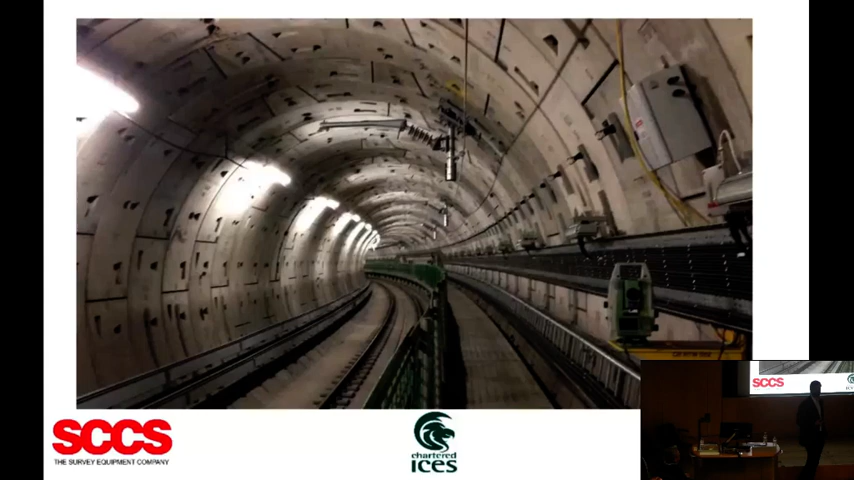 SCCS
THE SURVEY EQUIPMENT COMPANY
chartered
ICES
SCCS